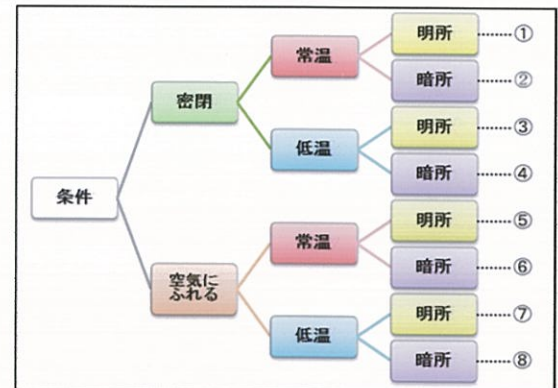 条件
密閉
常温
明所 ①
暗所 ②
低温
明所 ③
暗所 ④
空気に
ふれる
常温
明所 ⑤
暗所 ⑥
低温
明所 ⑦
暗所 ⑧